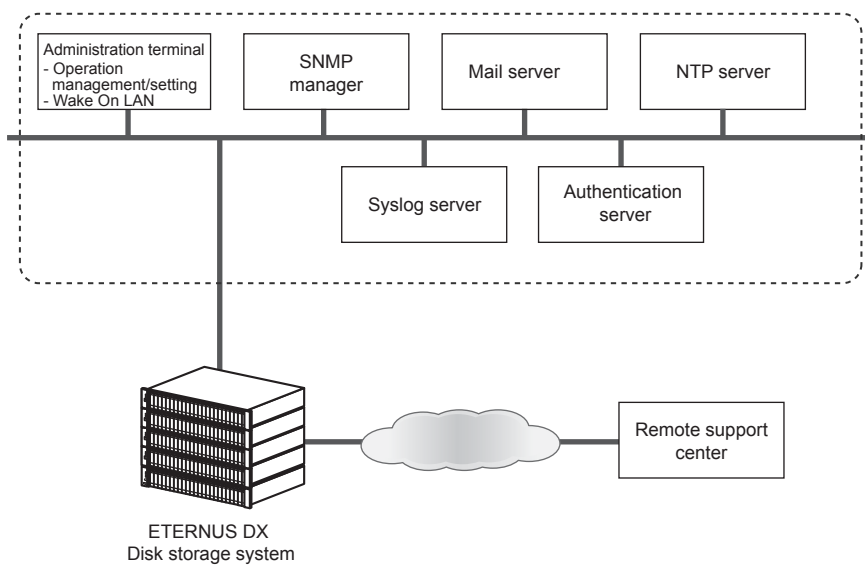 Administration terminal
- Operation
management/setting
- Wake On LAN
SNMP
manager
Mail server
NTP server
Syslog server
Authentication
server
Remote support
center
ETERNUS DX
Disk storage system